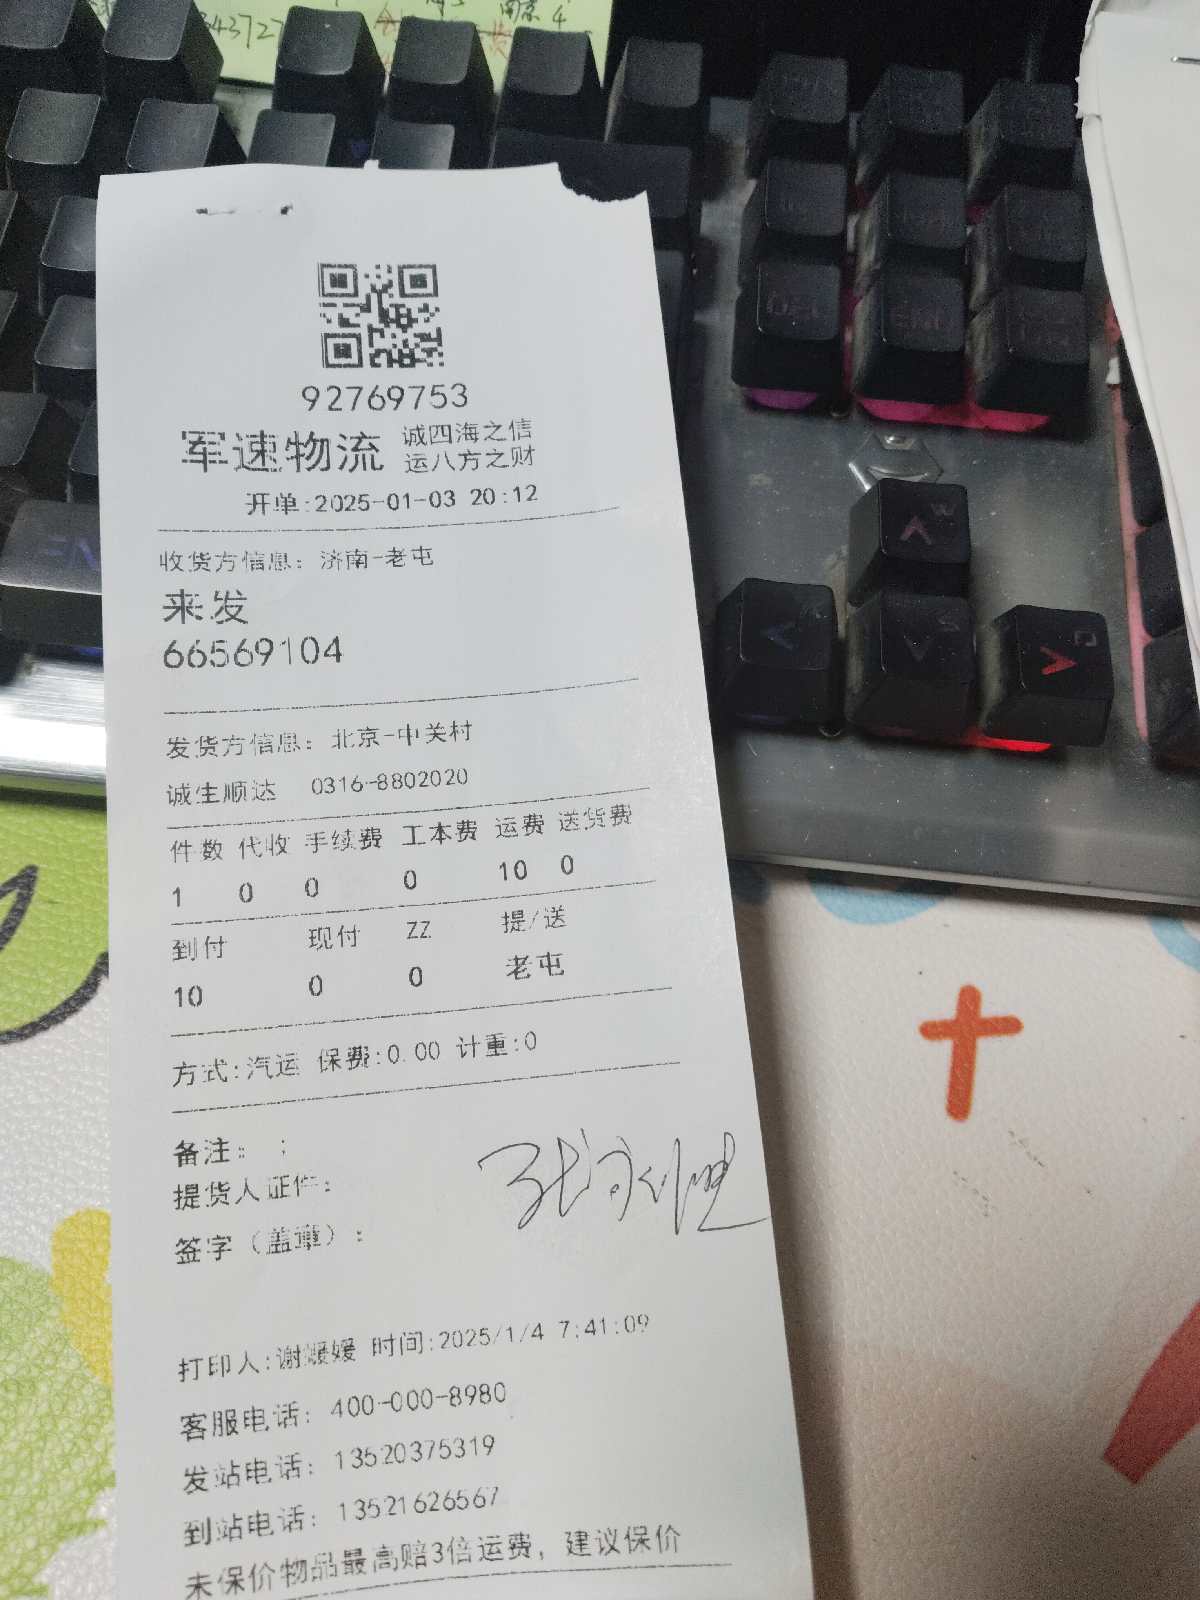 343727
南京 4
92769753
军速物流 诚四海之信
运八方之财
开单:2025-01-03 20:12
收货方信息: 济南-老屯
来发
66569104
发货方信息: 北京-中关村
诚生顺达 0316-8802020
件数 代收 手续费 工本费 运费 送货费
1 0 0 0 10 0
到付 现付 ZZ 提/送
10 0 0 老屯
方式:汽运 保费:0.00 计重:0
备注: ;
提货人证件:
签字（盖章）:
打印人:谢媛媛 时间:2025/1/4 7:41:09
客服电话: 400-000-8980
发站电话: 13520375319
到站电话: 13521626567
未保价物品最高赔3倍运费，建议保价
W
S
D